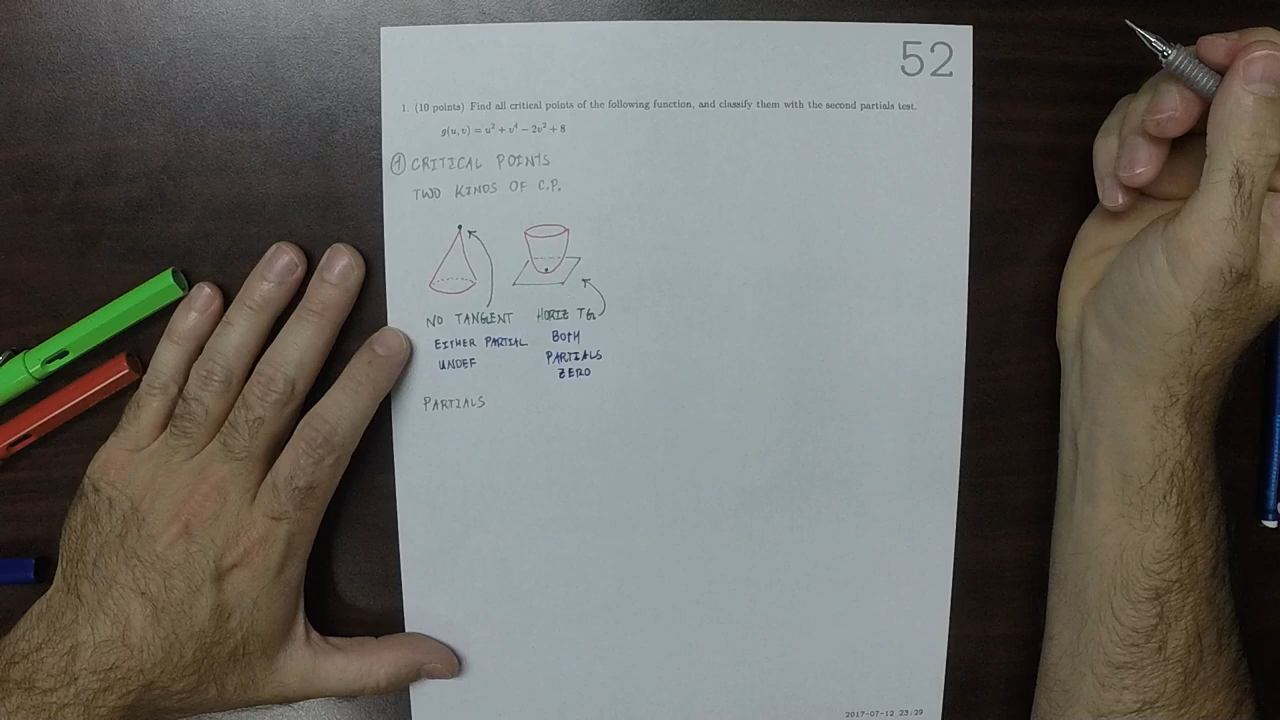 52
1. (10 points) Find all critical points of the following function, and classify them with the second partials test.
g(u, v) = u² + v⁴ − 2v² + 8
① CRITICAL POINTS
TWO KINDS OF C.P.
NO TANGENT
EITHER PARTIAL
UNDEF
HORIZ TG
BOTH
PARTIALS
ZERO
PARTIALS
2017-07-12 23:29